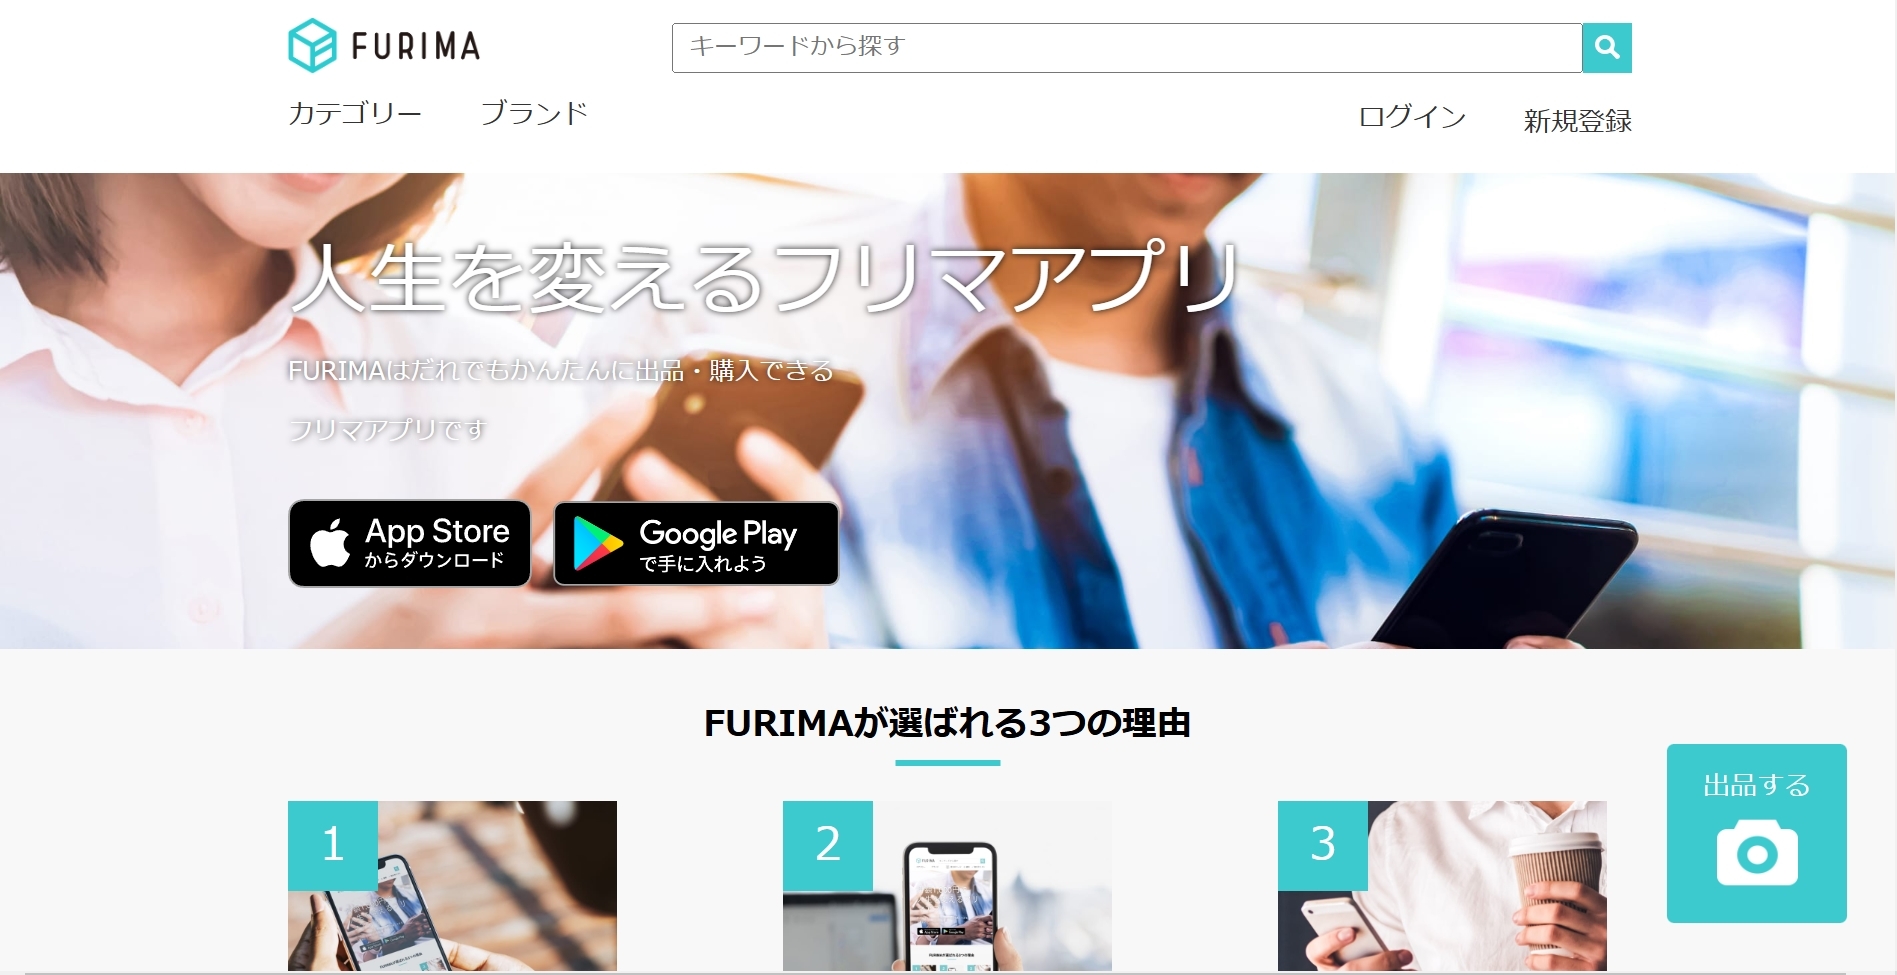 FURIMA
キーワードから探す
カテゴリー
ブランド
ログイン
新規登録
人生を変えるフリマアプリ
FURIMAはだれでもかんたんに出品・購入できる
フリマアプリです
App Store
からダウンロード
Google Play
で手に入れよう
FURIMAが選ばれる3つの理由
出品する
1
2
3